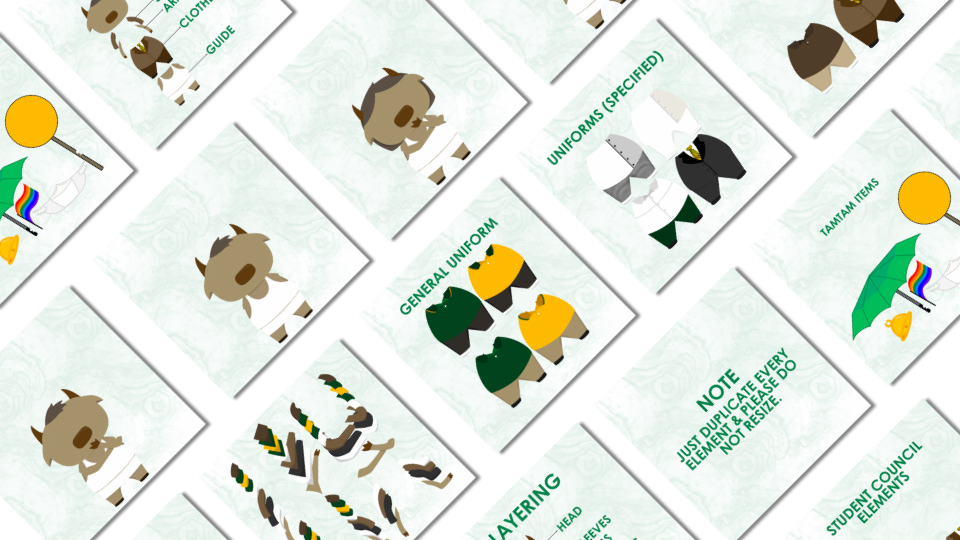 CLOTHE
GUIDE
UNIFORMS (SPECIFIED)
TAMTAM ITEMS
GENERAL UNIFORM
NOTE
JUST DUPLICATE EVERY
ELEMENT & PLEASE DO
NOT RESIZE.
LAYERING
HEAD
STUDENT COUNCIL
ELEMENTS